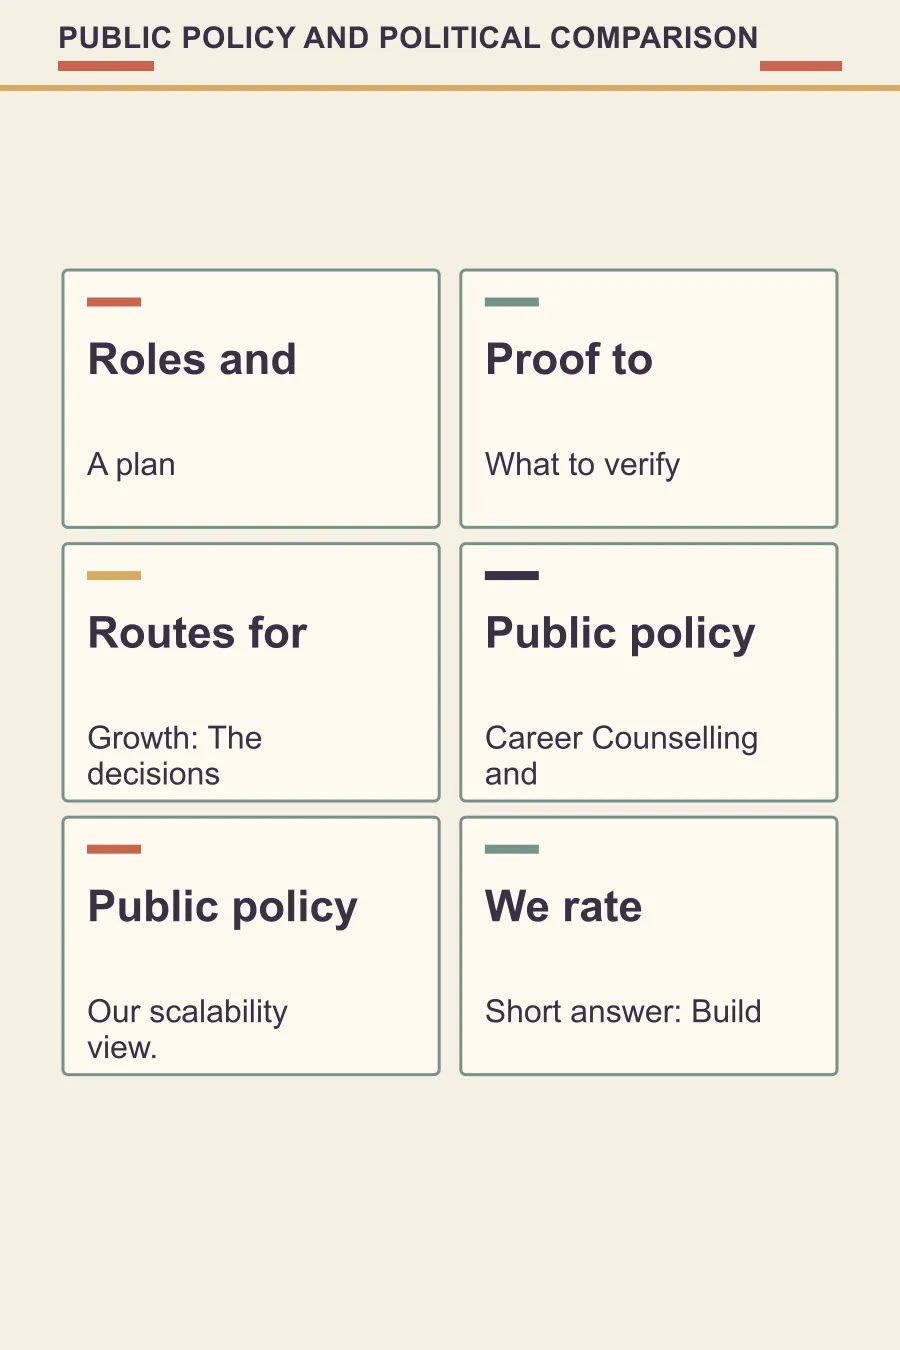 PUBLIC POLICY AND POLITICAL COMPARISON
Roles and
A plan
Proof to
What to verify
Routes for
Growth: The
decisions
Public policy
Career Counselling
and
Public policy
Our scalability
view.
We rate
Short answer: Build